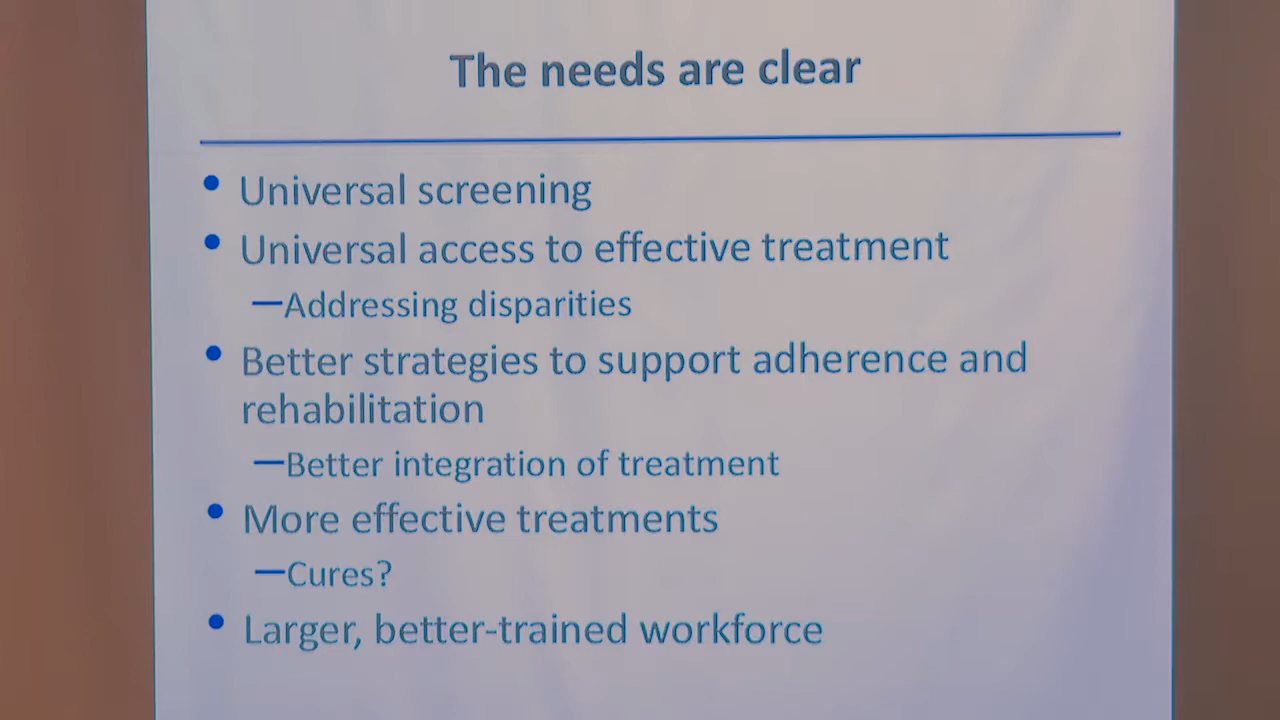 The needs are clear
• Universal screening
• Universal access to effective treatment
—Addressing disparities
• Better strategies to support adherence and
rehabilitation
—Better integration of treatment
• More effective treatments
—Cures?
• Larger, better-trained workforce